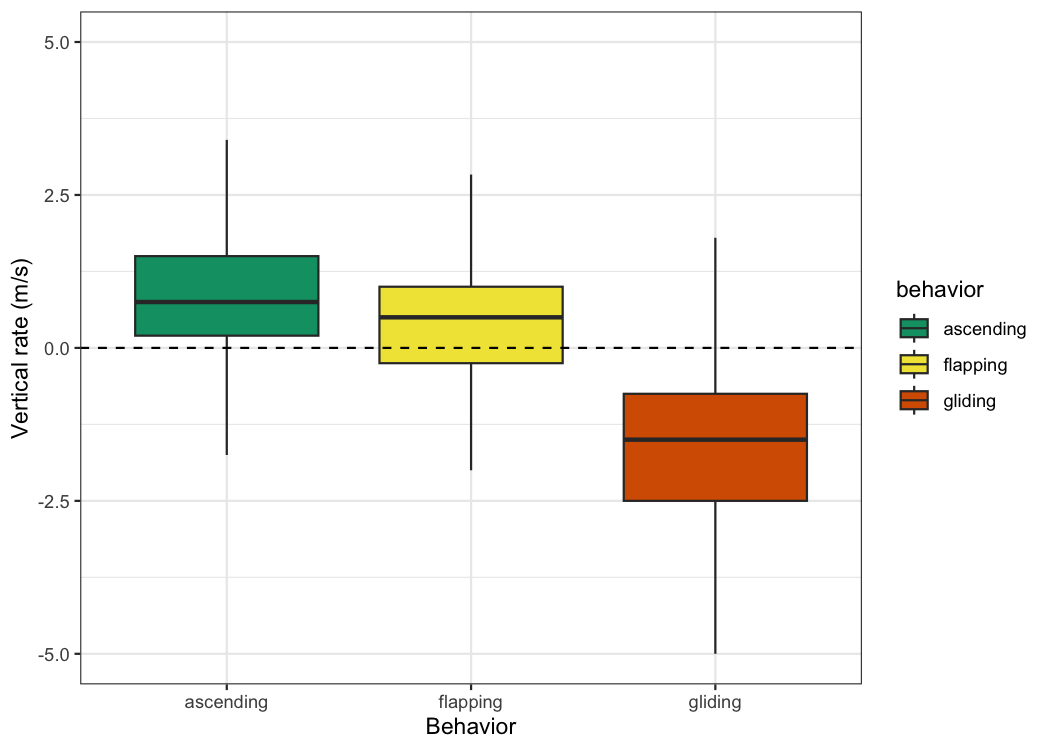 5.0
2.5
0.0
-2.5
-5.0
Vertical rate (m/s)
ascending
flapping
gliding
Behavior
behavior
ascending
flapping
gliding